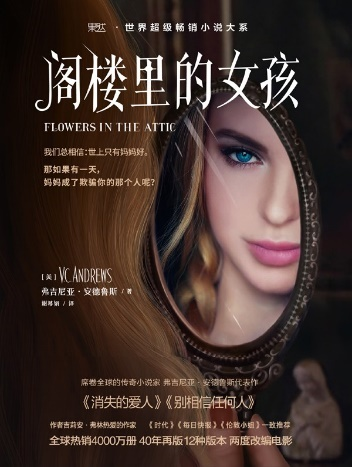 · 世界超级畅销小说大系
阁楼里的女孩
FLOWERS IN THE ATTIC
我们总相信：世上只有妈妈好。
那如果有一天，
妈妈成了欺骗你的那个人呢？
［美］V.C. ANDREWS
弗吉尼亚·安德鲁斯 / 著
谢琴娟 / 译
席卷全球的传奇小说家 弗吉尼亚·安德鲁斯代表作
《消失的爱人》《别相信任何人》
作者吉莉安·弗林热爱的作家 《时代》《每日快报》《伦敦小姐》一致推荐
全球热销4000万册 40年再版12种版本 两度改编电影